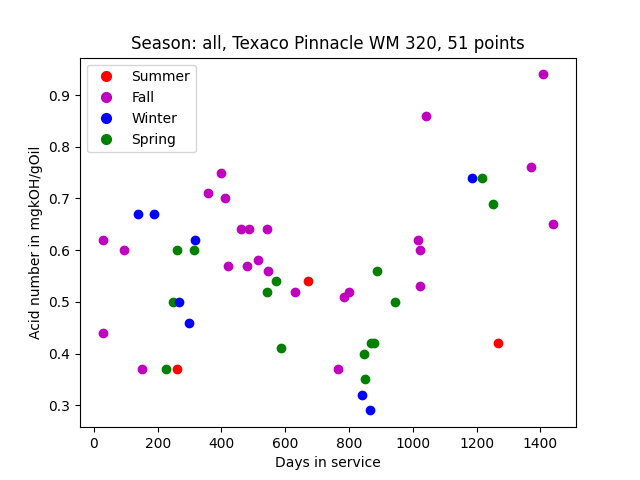 Season: all, Texaco Pinnacle WM 320, 51 points
Summer
Fall
Winter
Spring
Acid number in mgkOH/gOil
0.9
0.8
0.7
0.6
0.5
0.4
0.3
0 200 400 600 800 1000 1200 1400
Days in service